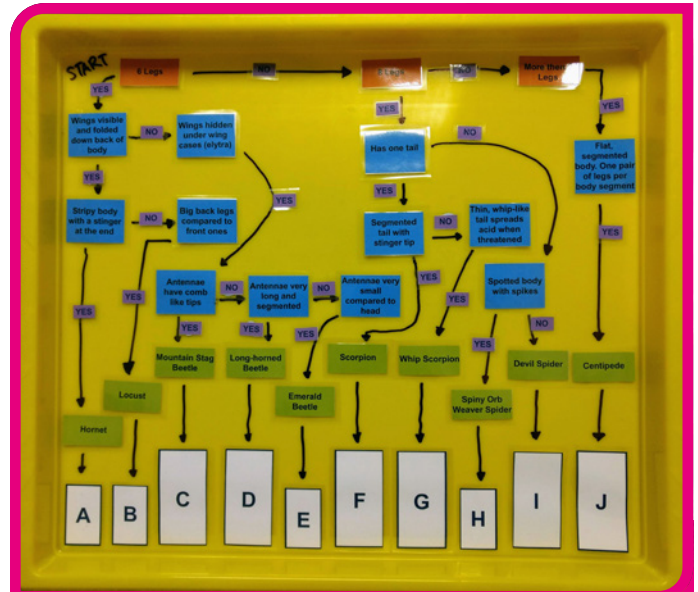 START
6 Legs
NO
8 Legs
NO
More then
Legs
YES
YES
YES
Wings visible
and folded
down back of
body
NO
Wings hidden
under wing
cases (elytra)
Has one tail
NO
Flat,
segmented
body. One pair
of legs per
body segment
YES
YES
YES
Stripy body
with a stinger
at the end
NO
Big back legs
compared to
front ones
Segmented
tail with
stinger tip
NO
Thin, whip-like
tail spreads
acid when
threatened
YES
Antennae
have comb
like tips
NO
Antennae very
long and
segmented
NO
Antennae very
small
compared to
head
YES
Spotted body
with spikes
YES
YES
YES
YES
YES
YES
YES
NO
Mountain Stag
Beetle
Long-horned
Beetle
Scorpion
Whip Scorpion
Devil Spider
Centipede
Locust
Emerald
Beetle
Spiny Orb
Weaver Spider
Hornet
A
B
C
D
E
F
G
H
I
J